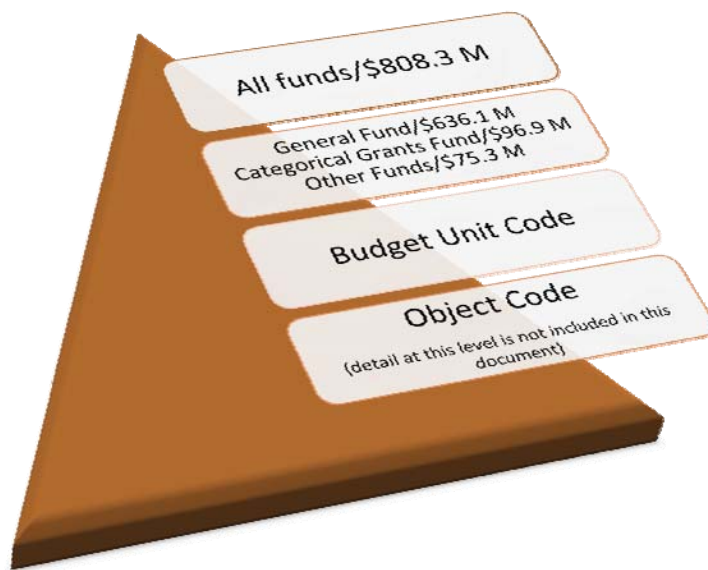 All funds/$808.3 M
General Fund/$636.1 M
Categorical Grants Fund/$96.9 M
Other Funds/$75.3 M
Budget Unit Code
Object Code
(detail at this level is not included in this
document)